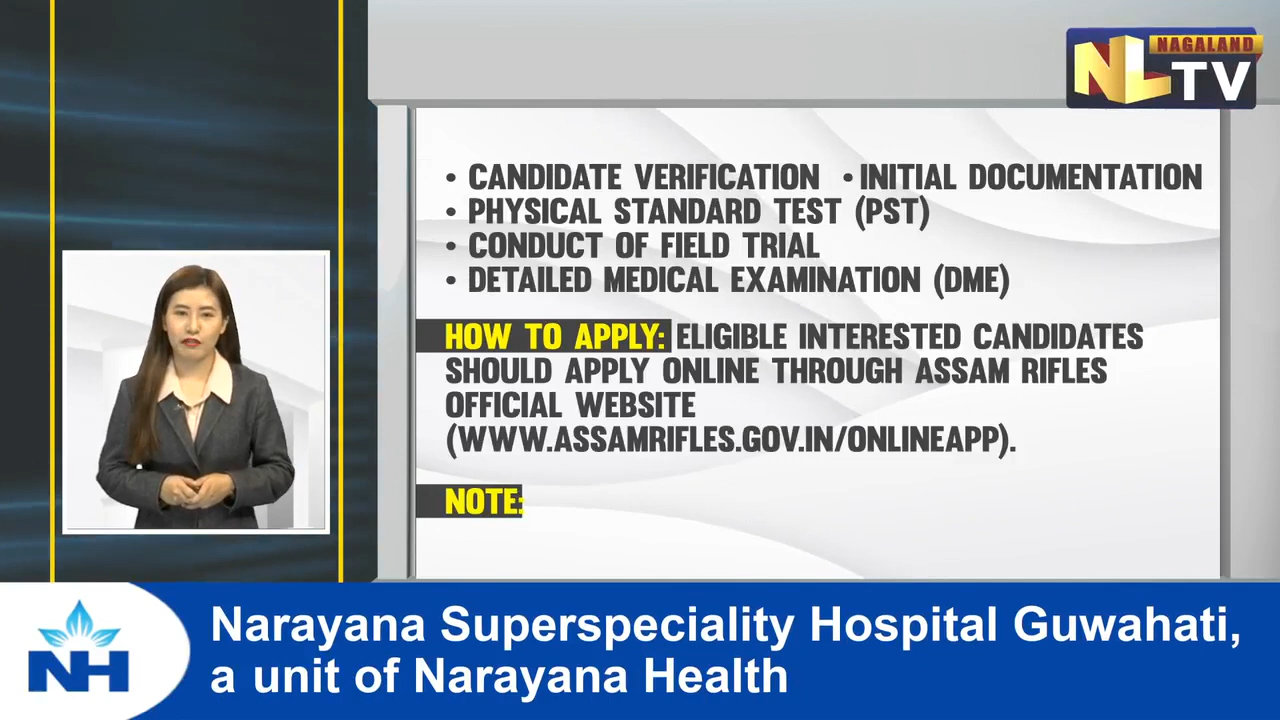 NAGALAND
NLTV
• CANDIDATE VERIFICATION • INITIAL DOCUMENTATION
• PHYSICAL STANDARD TEST (PST)
• CONDUCT OF FIELD TRIAL
• DETAILED MEDICAL EXAMINATION (DME)
HOW TO APPLY: ELIGIBLE INTERESTED CANDIDATES
SHOULD APPLY ONLINE THROUGH ASSAM RIFLES
OFFICIAL WEBSITE
(WWW.ASSAMRIFLES.GOV.IN/ONLINEAPP).
NOTE:
NH
Narayana Superspeciality Hospital Guwahati,
a unit of Narayana Health